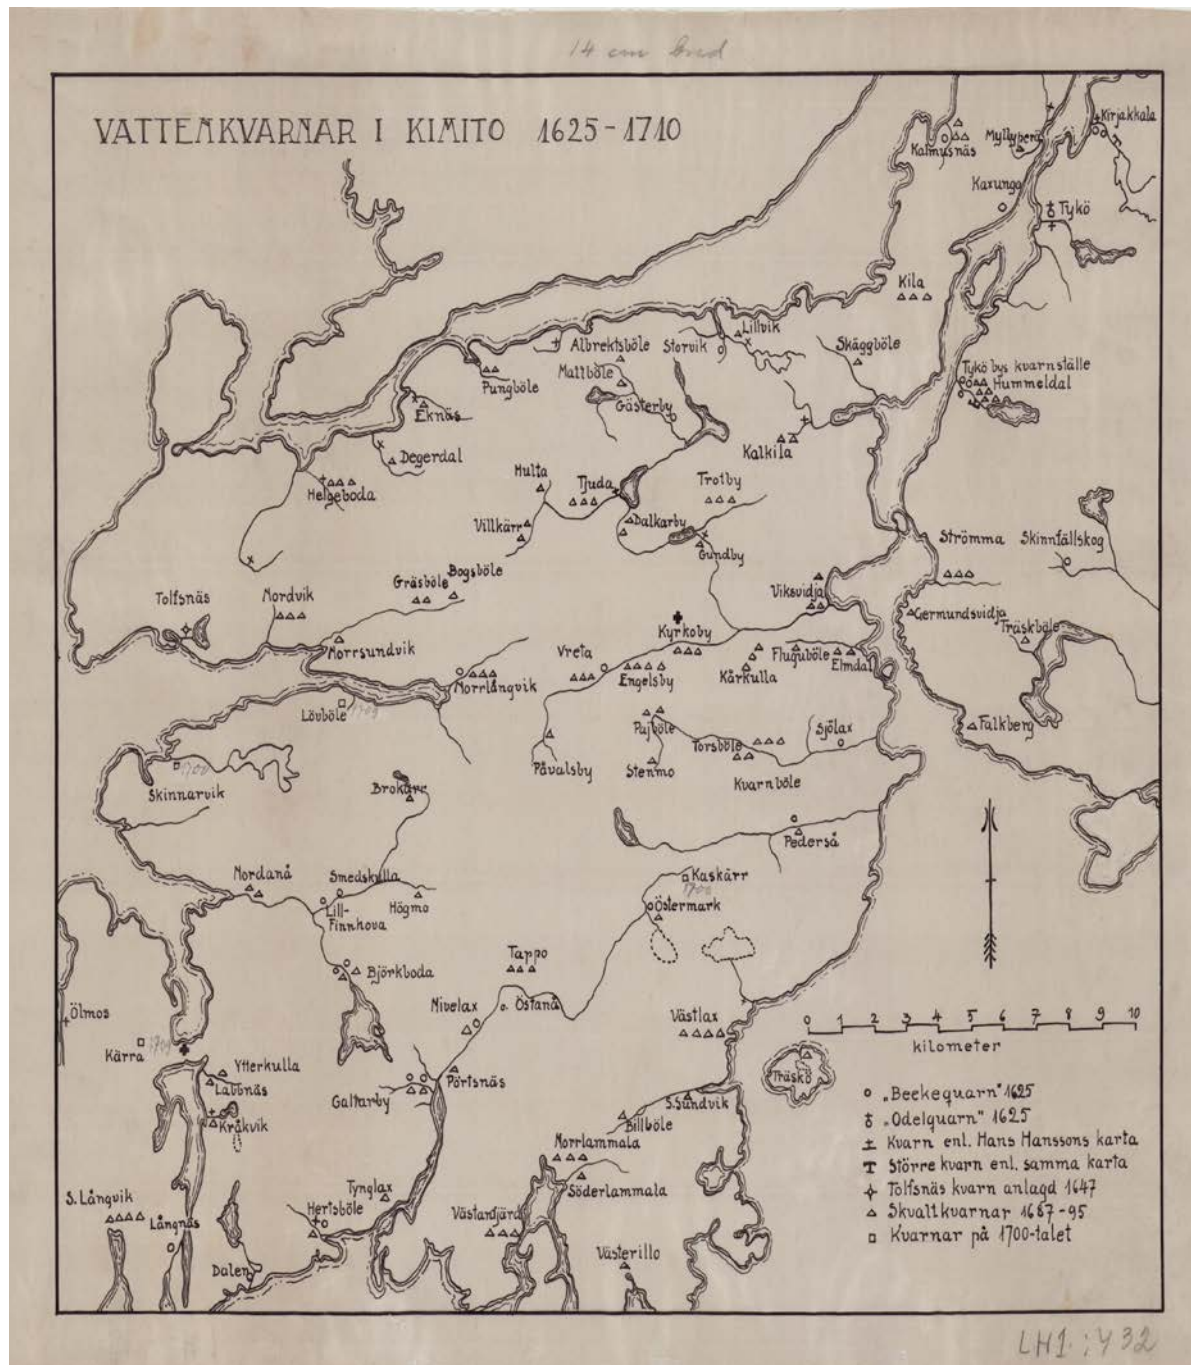 14 cm bred
VATTENKVARNAR I KIMITO 1625-1710
Kirjakkala
Myllyperä
Kalmusnäs
Kaxunga
Tykö
Kila
Lillvik
Albrektsböle
Storvik
Skäggböle
Mattböle
Pungböle
Tykö bys kvarnställe
Hummeldal
Gästerby
Eknäs
Kalkila
Degerdal
Hulta
Tjuda
Trotby
Helgeboda
Villkärr
Dalkarby
Gundby
Strömma
Skinnfällskog
Bogsböle
Gräsböle
Nordvik
Tolfsnäs
Viksvidja
Germundsvidja
Träskböle
Kyrkoby
Norrsundvik
Vreta
Fluguböle
Elmdal
Engelsby
Kårkulla
Norrlångvik
Lövböle
1709
Pajböle
Torsböle
Sjölax
Falkberg
Påvalsby
Stenmo
Kvarnböle
1700
Skinnarvik
Brokärr
Pederså
Nordanå
Smedskulla
Kaskärr
1700
Lill-
Finnhova
Högmo
Östermark
Björkboda
Tappo
Nivelax
Östanå
Västlax
Ölmos
0 1 2 3 4 5 6 7 8 9 10
kilometer
Kärra
1709
Ytterkulla
Labbnäs
Pörtsnäs
Galtarby
Träskö
S.Sundvik
Kråkvik
Billböle
Norrlammala
Söderlammala
Tynglax
Hertsböle
S. Långvik
Långnäs
Västanfjärd
Västerillo
Dalen
„Beekequarn" 1625
„Odelquarn" 1625
Kvarn enl. Hans Hanssons karta
Större kvarn enl. samma karta
Tolfsnäs kvarn anlagd 1647
Skvaltkvarnar 1687-95
Kvarnar på 1700-talet
LH1:432